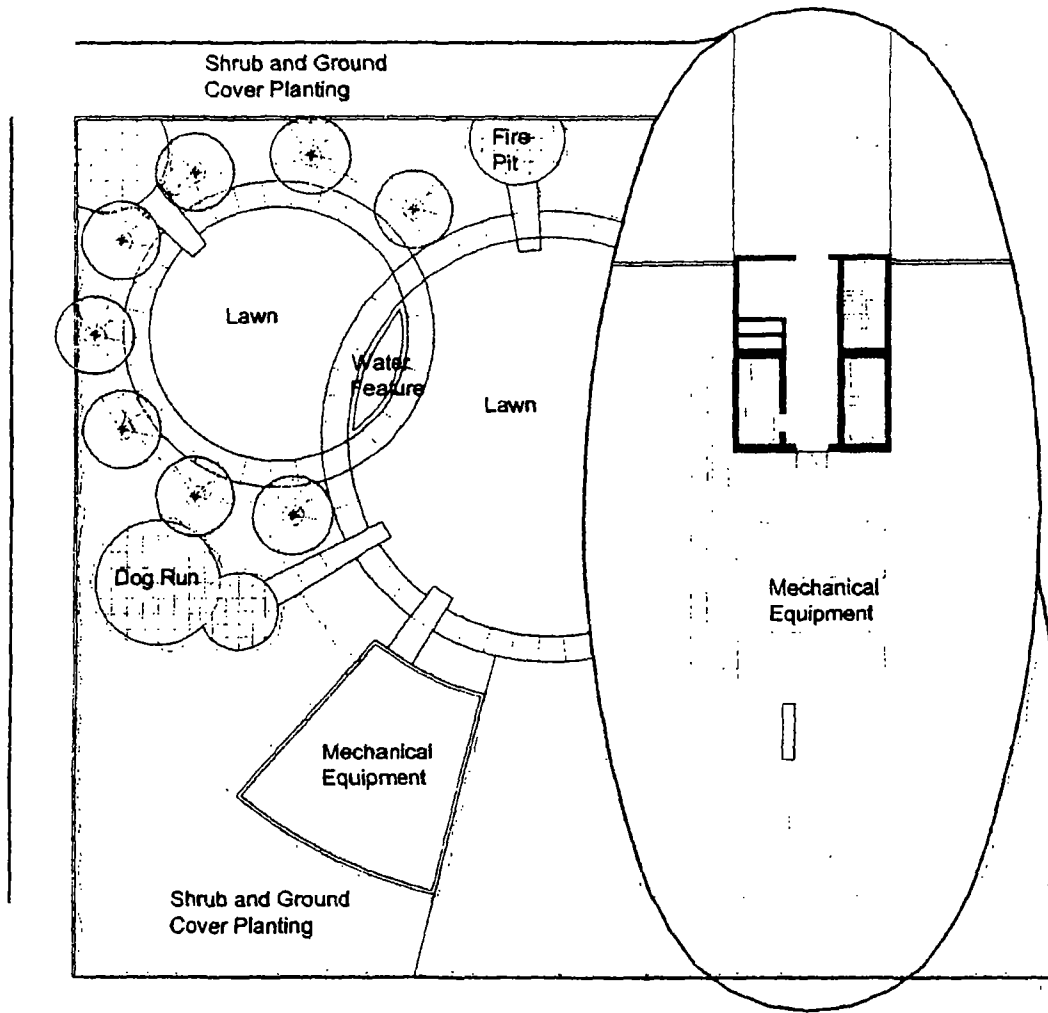 Shrub and Ground
Cover Planting
Fire
Pit
Lawn
Water
Feature
Lawn
Dog Run
Mechanical
Equipment
Mechanical
Equipment
Shrub and Ground
Cover Planting